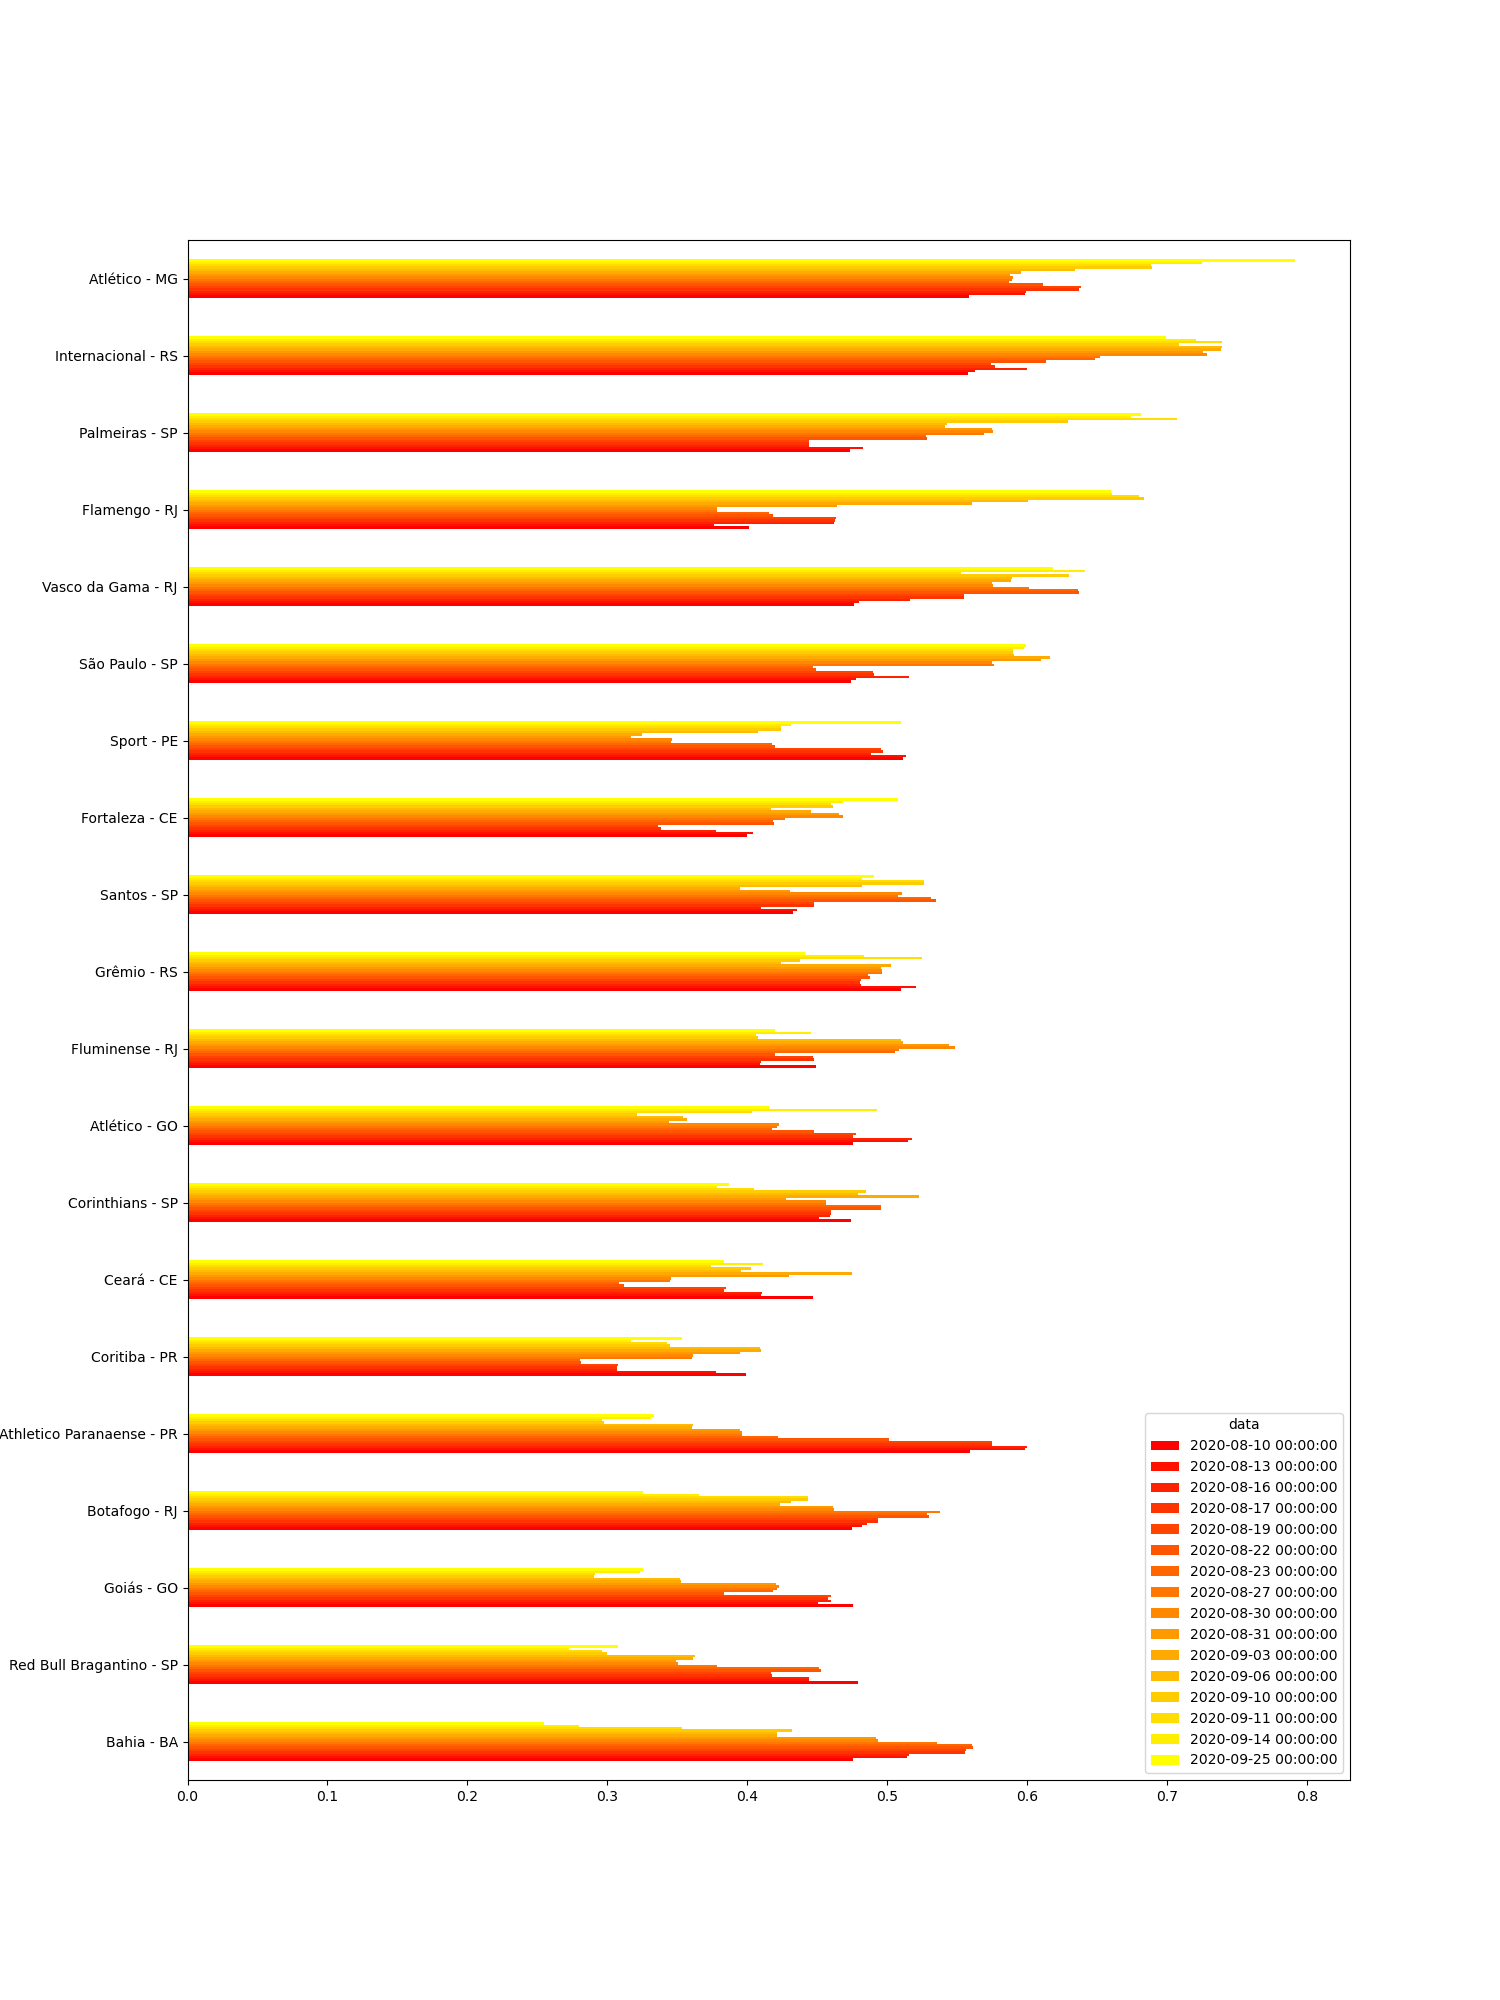 Atlético - MG
Internacional - RS
Palmeiras - SP
Flamengo - RJ
Vasco da Gama - RJ
São Paulo - SP
Sport - PE
Fortaleza - CE
Santos - SP
Grêmio - RS
Fluminense - RJ
Atlético - GO
Corinthians - SP
Ceará - CE
Coritiba - PR
Athletico Paranaense - PR
Botafogo - RJ
Goiás - GO
Red Bull Bragantino - SP
Bahia - BA
data
2020-08-10 00:00:00
2020-08-13 00:00:00
2020-08-16 00:00:00
2020-08-17 00:00:00
2020-08-19 00:00:00
2020-08-22 00:00:00
2020-08-23 00:00:00
2020-08-27 00:00:00
2020-08-30 00:00:00
2020-08-31 00:00:00
2020-09-03 00:00:00
2020-09-06 00:00:00
2020-09-10 00:00:00
2020-09-11 00:00:00
2020-09-14 00:00:00
2020-09-25 00:00:00
0.0 0.1 0.2 0.3 0.4 0.5 0.6 0.7 0.8